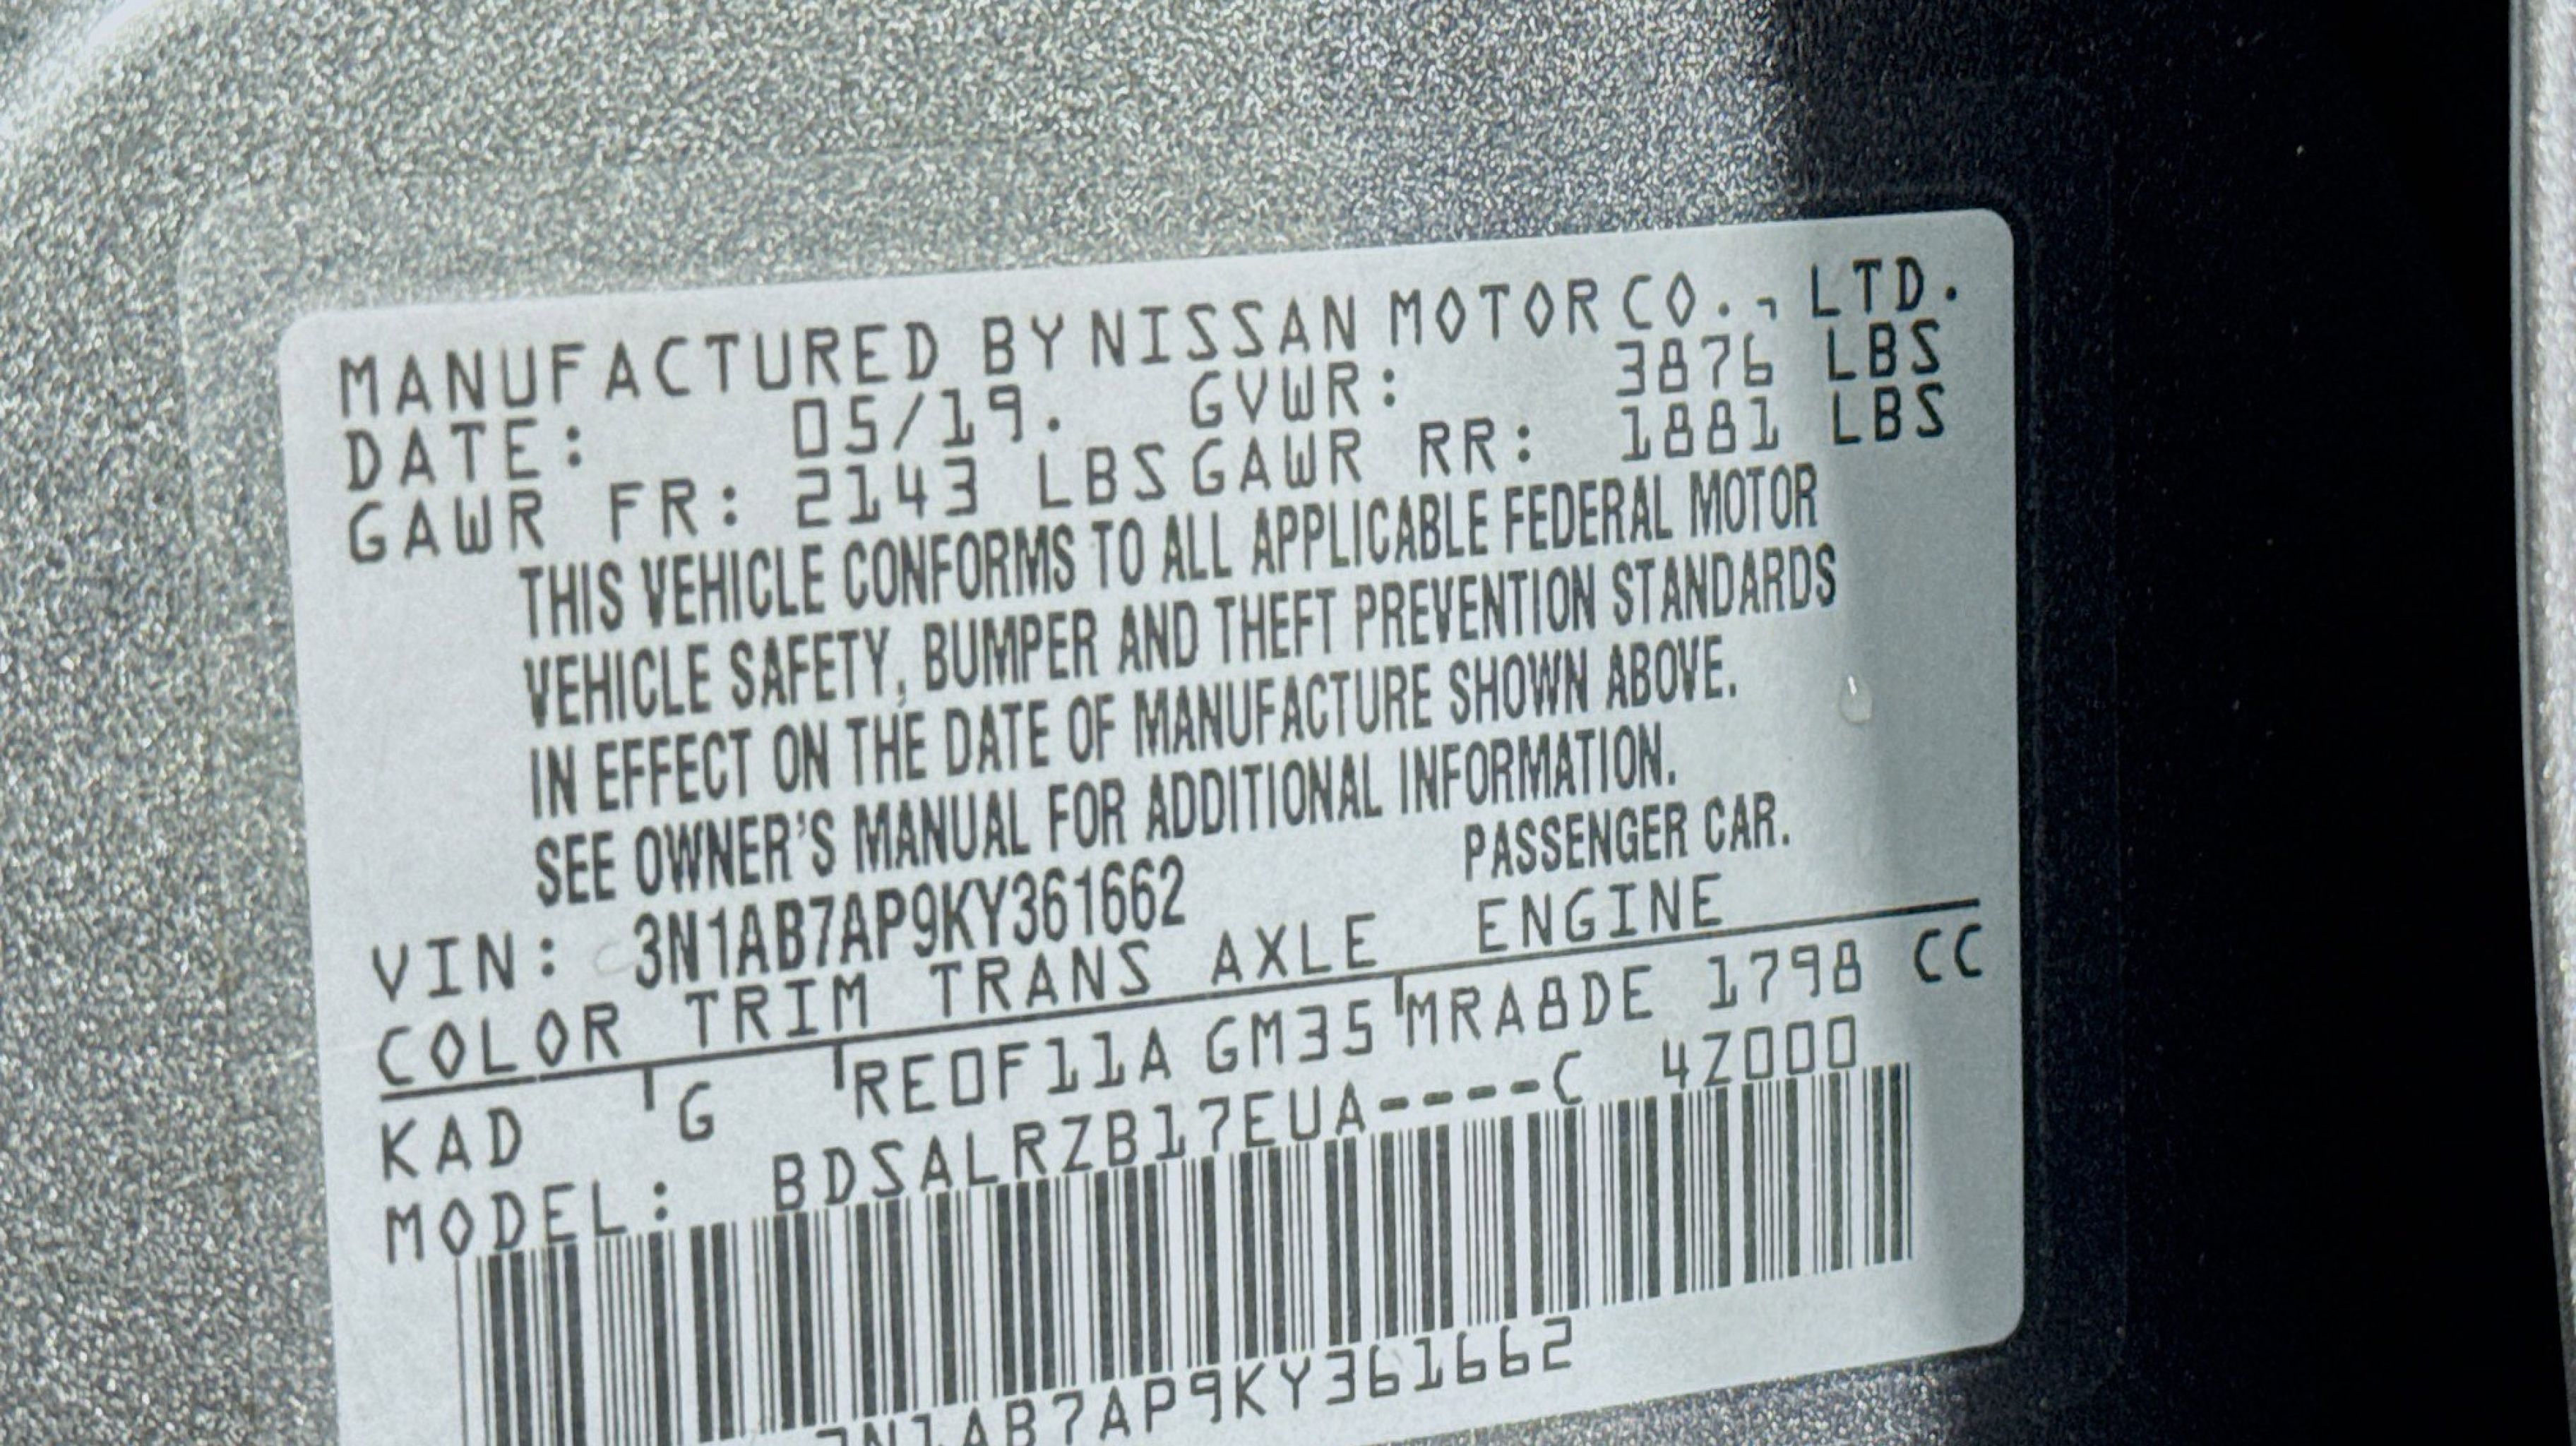 MANUFACTURED BY NISSAN MOTOR CO., LTD.
DATE: 05/19. GVWR: 3876 LBS
GAWR FR: 2143 LBS GAWR RR: 1881 LBS
THIS VEHICLE CONFORMS TO ALL APPLICABLE FEDERAL MOTOR
VEHICLE SAFETY, BUMPER AND THEFT PREVENTION STANDARDS
IN EFFECT ON THE DATE OF MANUFACTURE SHOWN ABOVE.
SEE OWNER'S MANUAL FOR ADDITIONAL INFORMATION.
VIN: 3N1AB7AP9KY361662 PASSENGER CAR.
COLOR TRIM TRANS AXLE ENGINE
KAD G RE0F11A GM35 MRA8DE 1798 CC
MODEL: BDSALRZB17EUA----C 4Z000
3N1AB7AP9KY361662